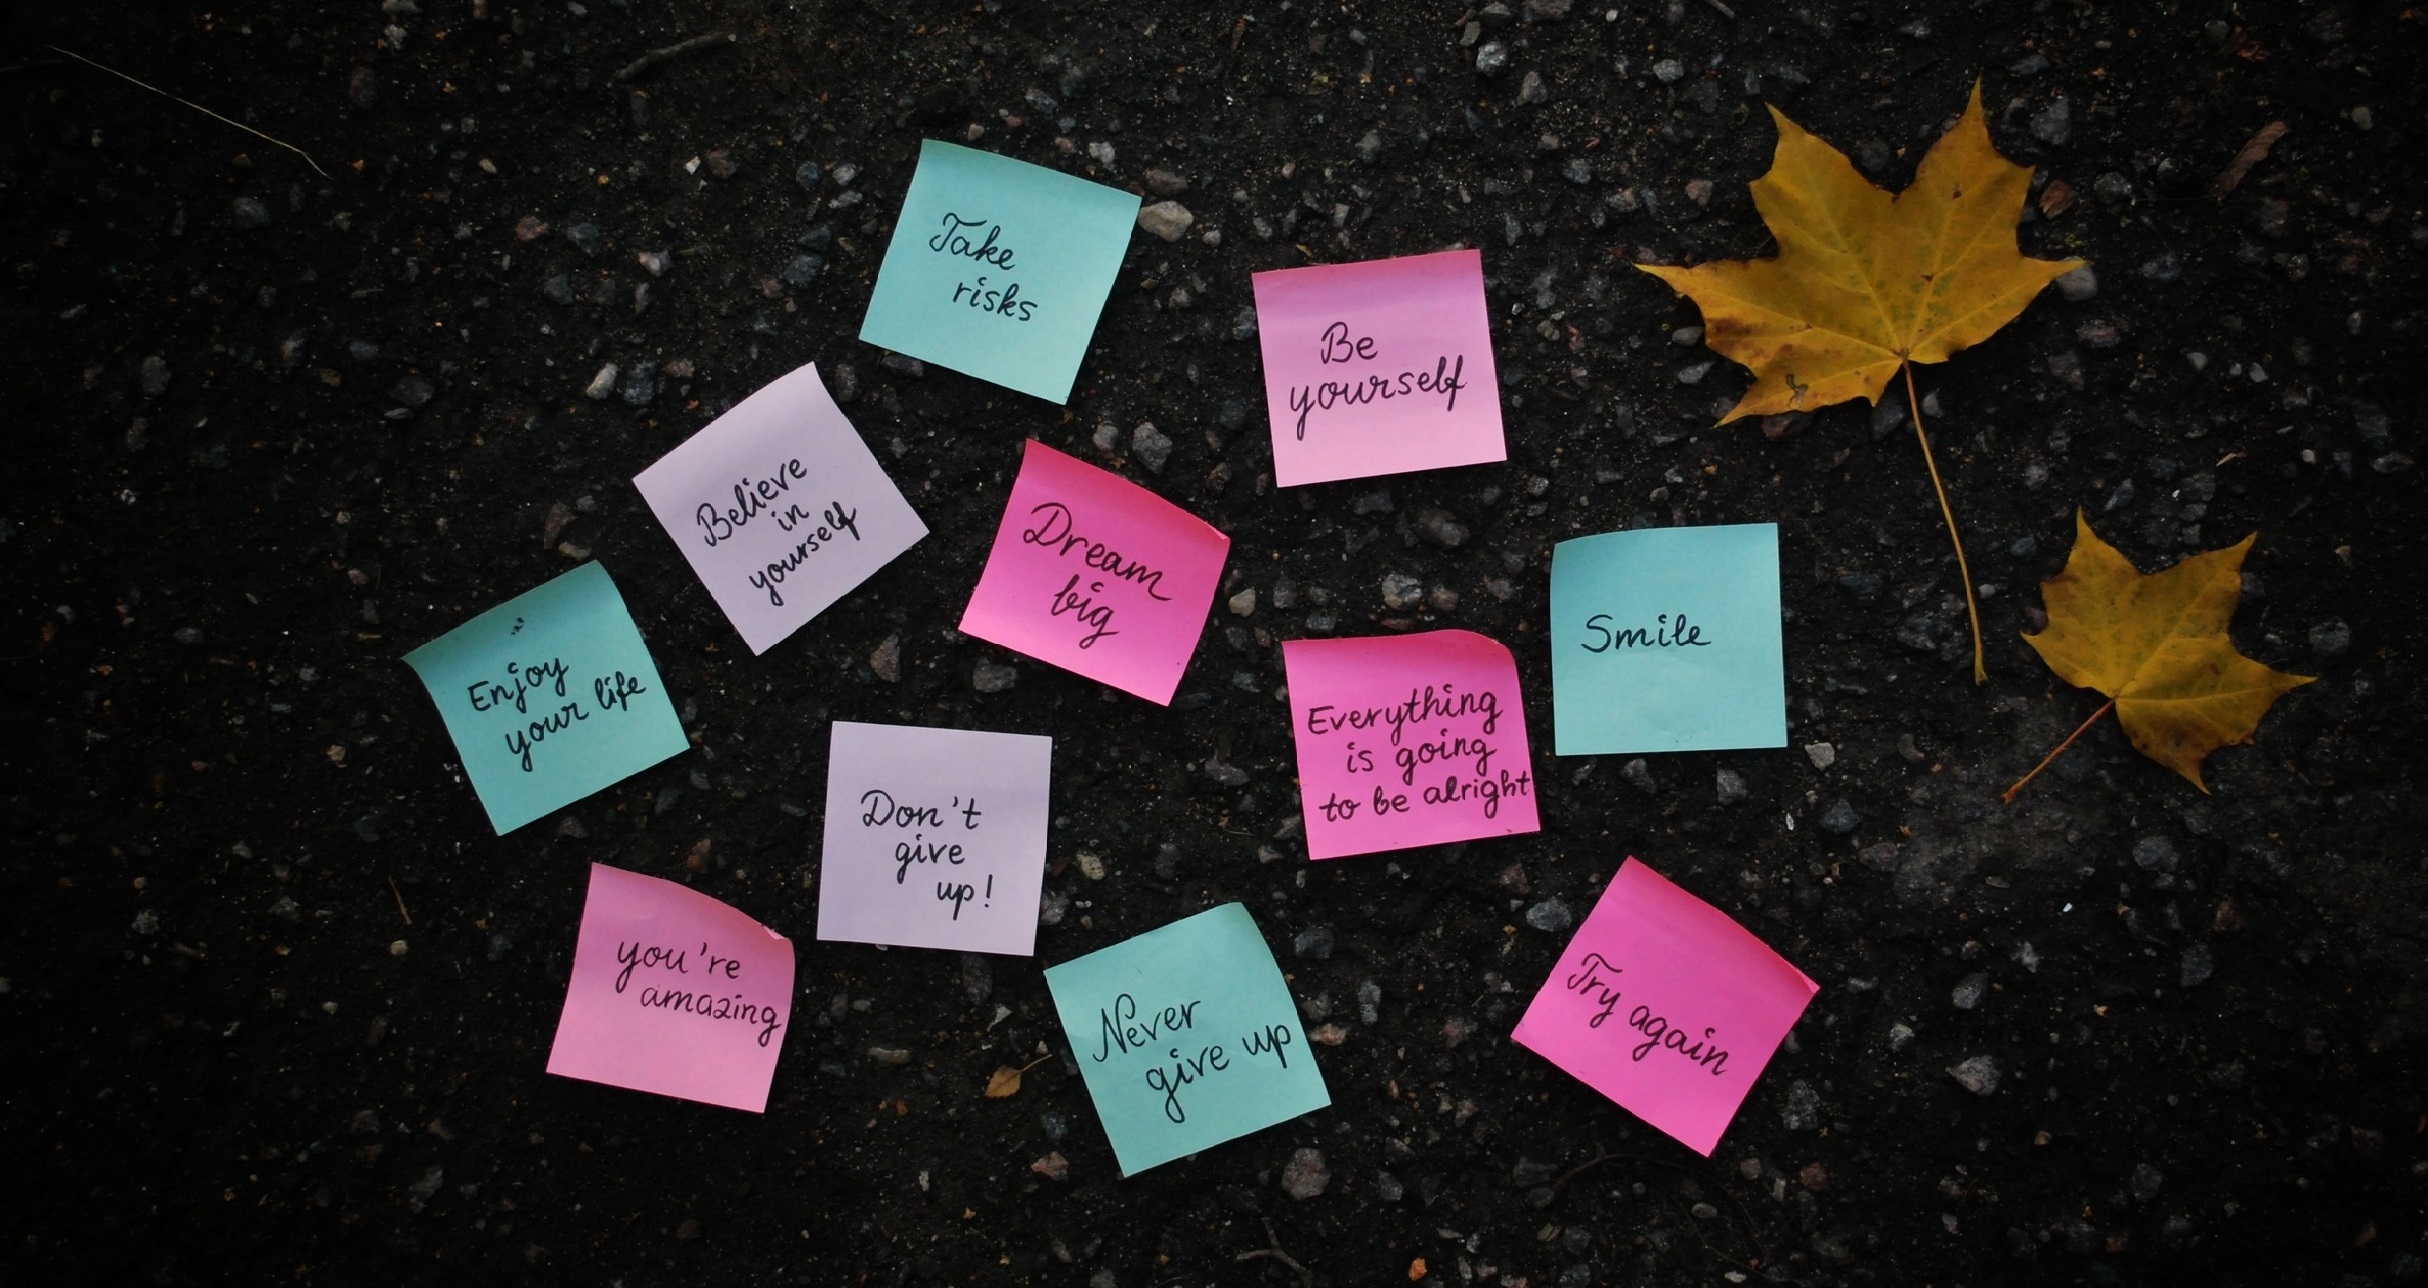 Take
risks
Be
yourself
Believe
in
yourself
Dream
big
Smile
Enjoy
your life
Everything
is going
to be alright
Don't
give
up!
you're
amazing
Never
give up
Try again